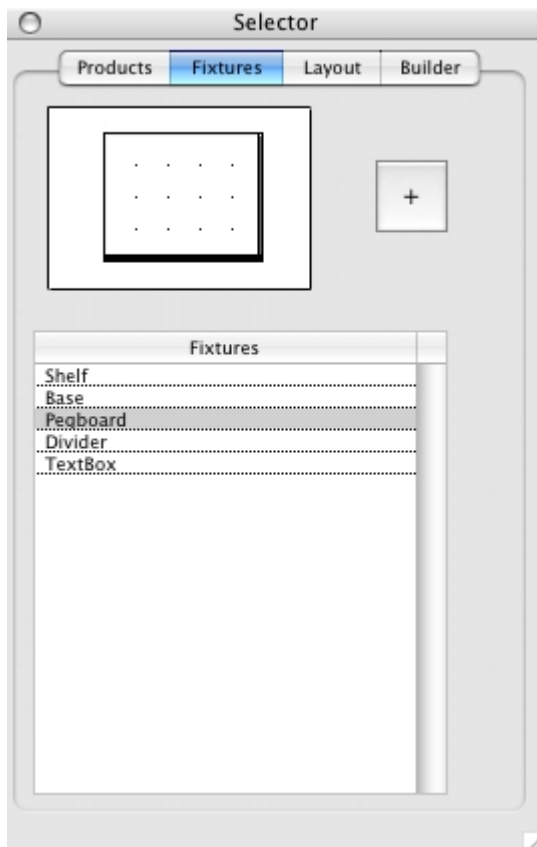 Selector
Products Fixtures Layout Builder
+
Fixtures
Shelf
Base
Pegboard
Divider
TextBox